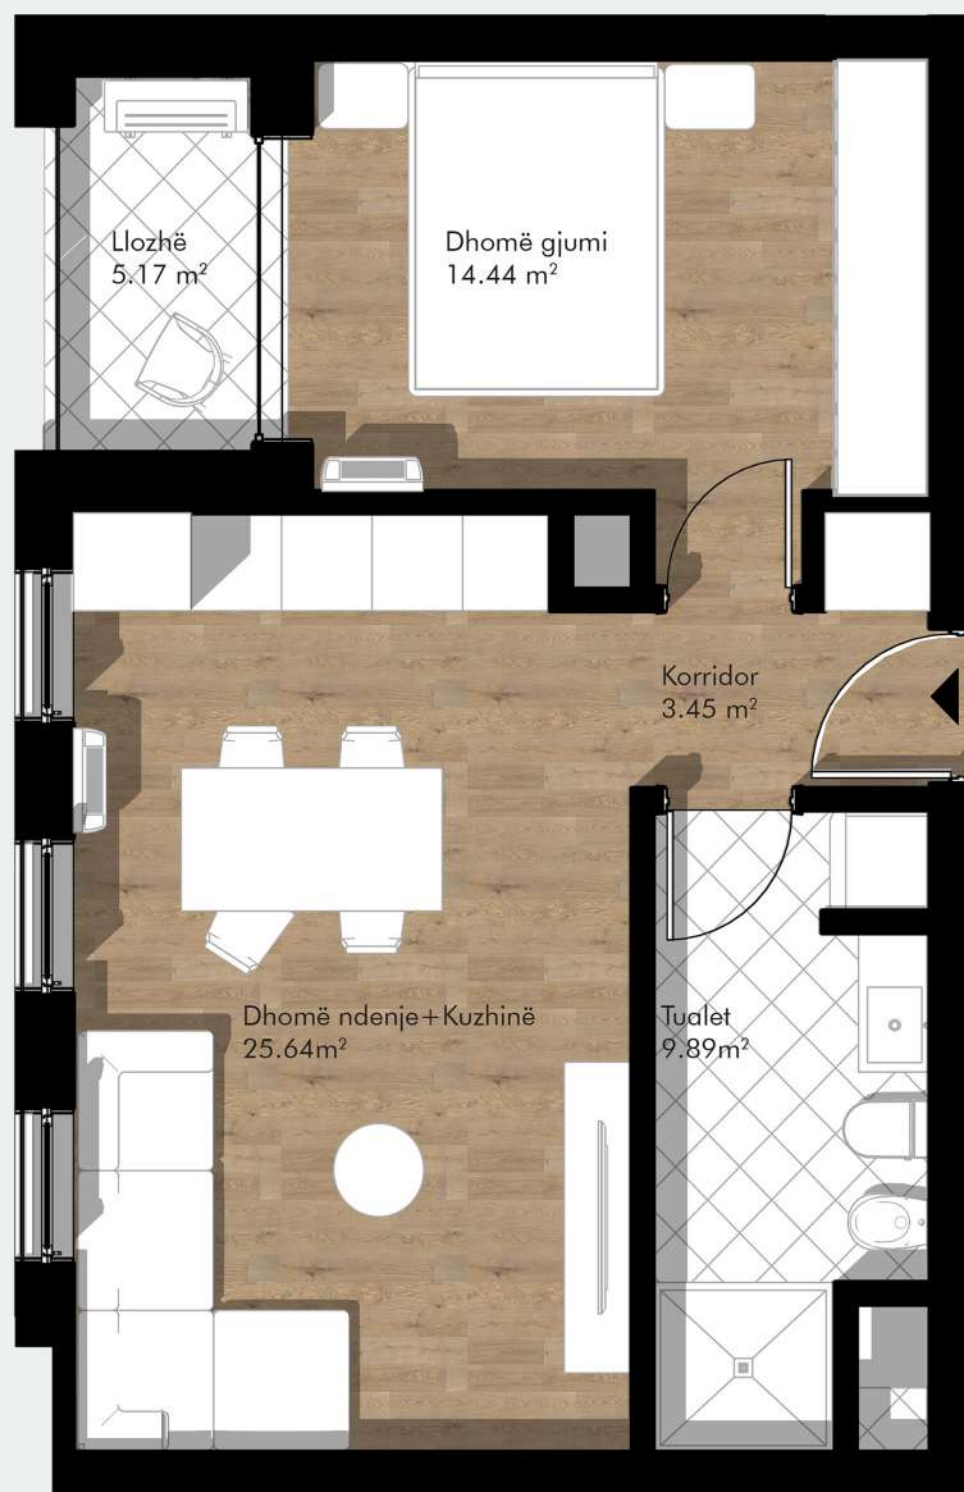 Llozhë
5.17 m²
Dhomë gjumi
14.44 m²
Korridor
3.45 m²
Dhomë ndenje+Kuzhinë
25.64m²
Tualet
9.89m²